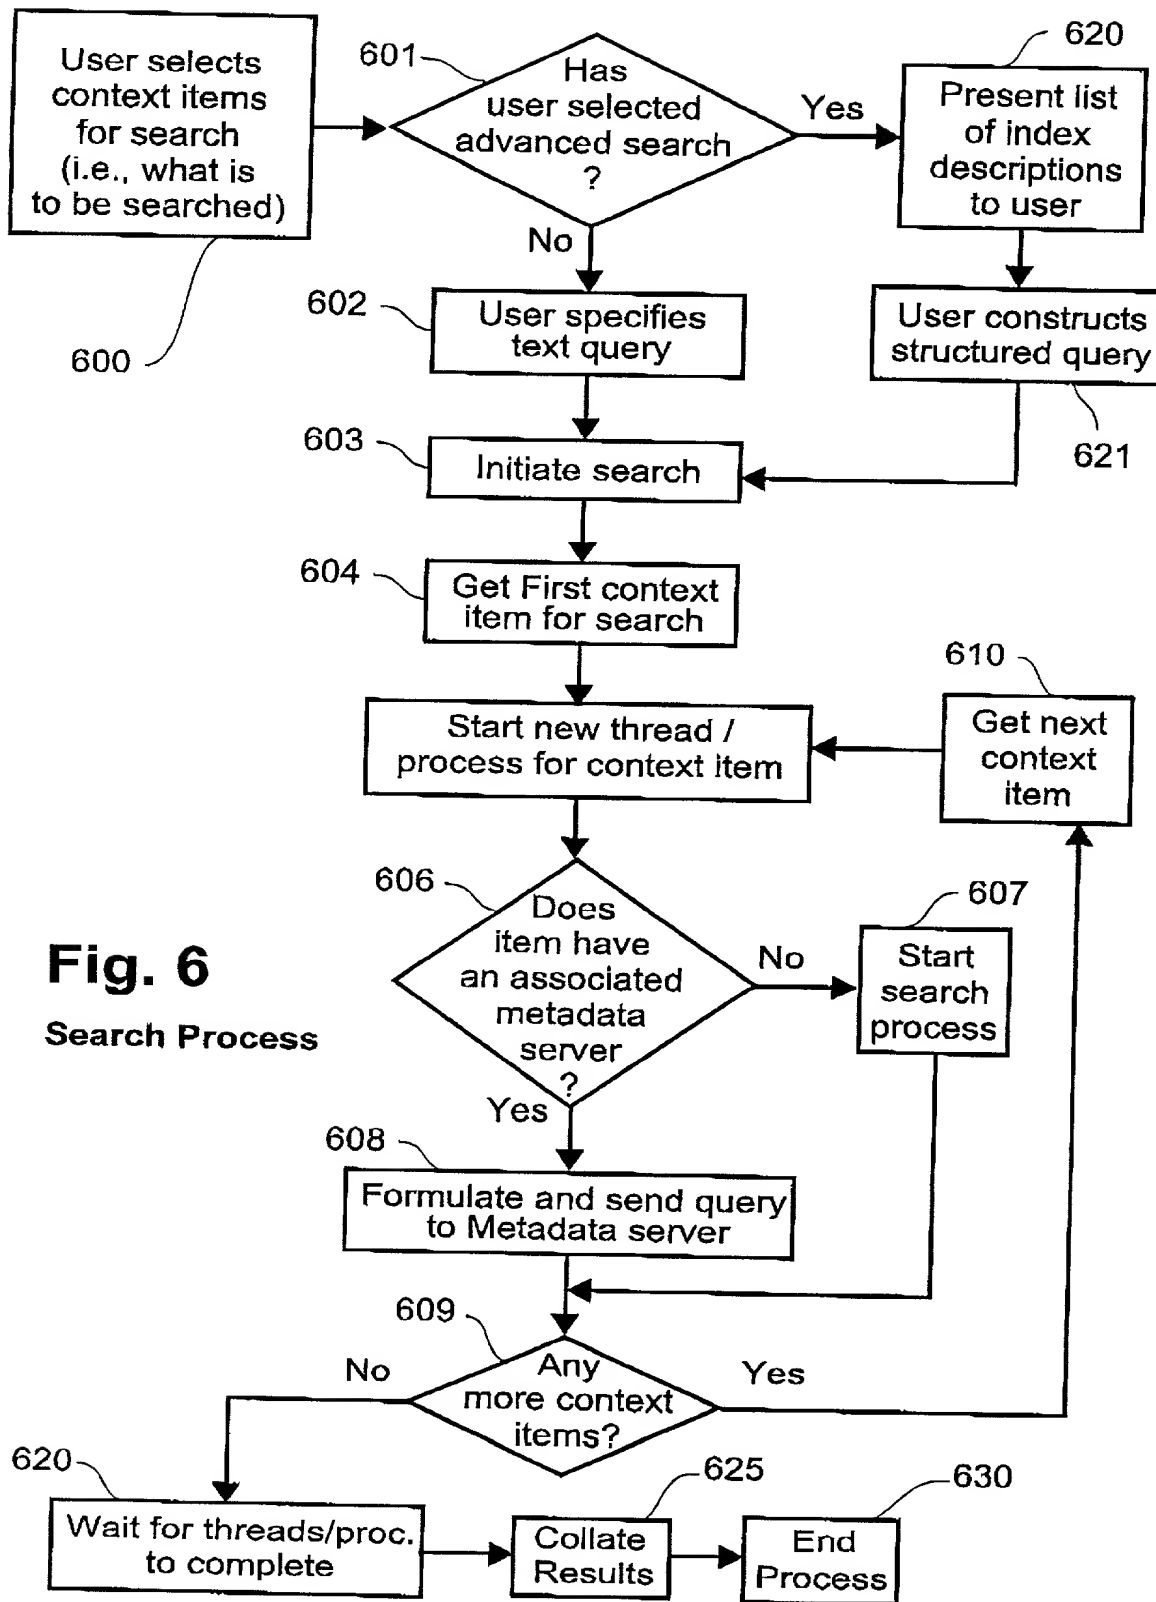 User selects
context items
for search
(i.e., what is
to be searched)
600
601
Has
user selected
advanced search
?
Yes
No
620
Present list
of index
descriptions
to user
602
User specifies
text query
User constructs
structured query
621
603
Initiate search
604
Get First context
item for search
610
Get next
context
item
Start new thread /
process for context item
606
Does
item have
an associated
metadata
server
?
No
Yes
607
Start
search
process
Fig. 6
Search Process
608
Formulate and send query
to Metadata server
609
Any
more context
items?
No
Yes
620
Wait for threads/proc.
to complete
625
Collate
Results
630
End
Process